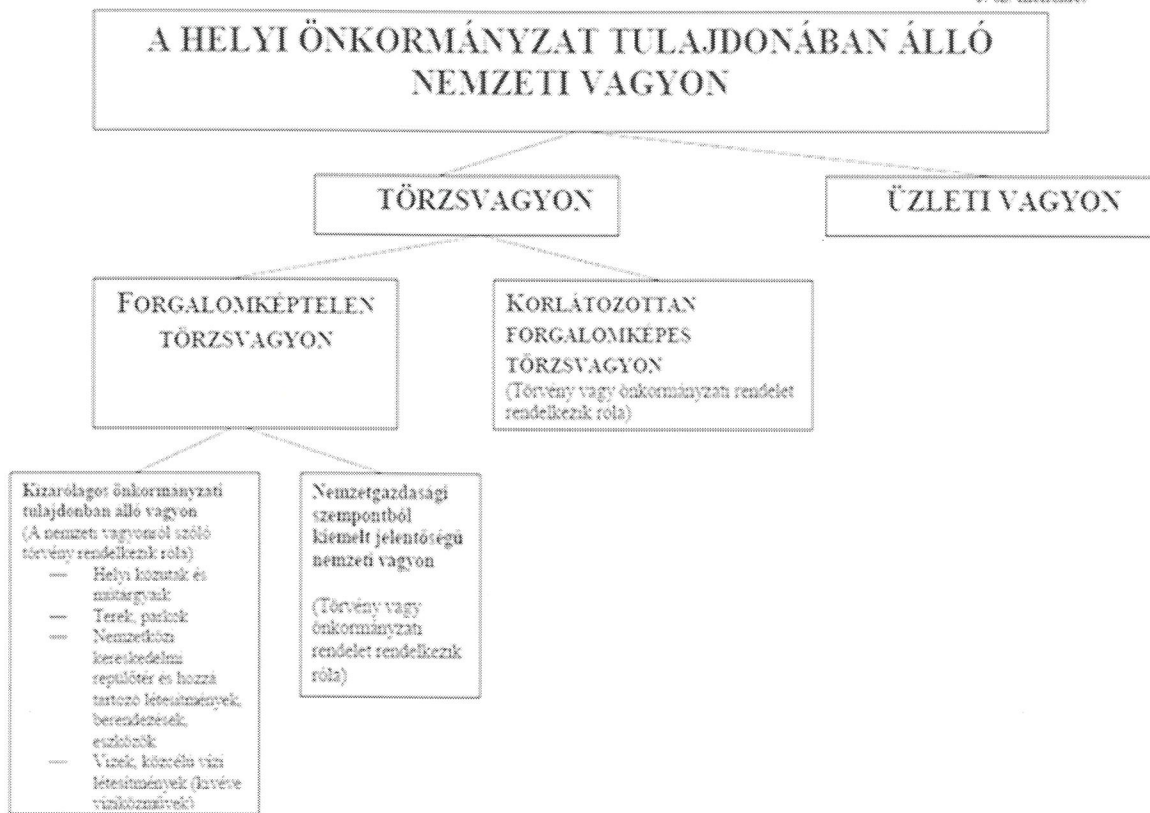 A HELYI ÖNKORMÁNYZAT TULAJDONÁBAN ÁLLÓ
NEMZETI VAGYON
TÖRZSVAGYON
ÜZLETI VAGYON
FORGALOMKÉPTELEN
TÖRZSVAGYON
KORLÁTOZOTTAN
FORGALOMKÉPES
TÖRZSVAGYON
(Törvény vagy önkormányzati rendelet
rendelkezik róla)
Kizárólagos önkormányzati
tulajdonban álló vagyon
(A nemzeti vagyonról szóló
törvény rendelkezik róla)
— Helyi közutak és
műtárgyaik
— Terek, parkok
— Nemzetközi
kereskedelmi
repülőtér és hozzá
tartozó létesítmények,
berendezések,
eszközök
— Vizek, közcélú vízi
létesítmények (kivéve
víziközművek)
Nemzetgazdasági
szempontból
kiemelt jelentőségű
nemzeti vagyon
(Törvény vagy
önkormányzati
rendelet rendelkezik
róla)